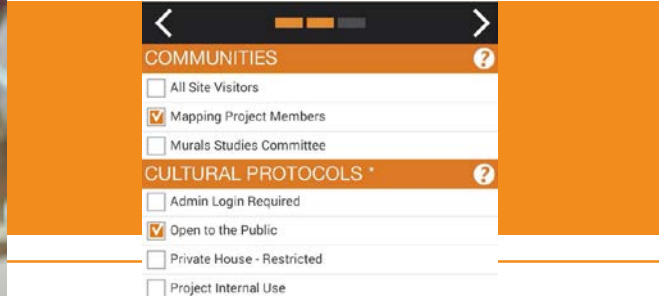 COMMUNITIES ?
All Site Visitors
Mapping Project Members
Murals Studies Committee
CULTURAL PROTOCOLS * ?
Admin Login Required
Open to the Public
Private House - Restricted
Project Internal Use